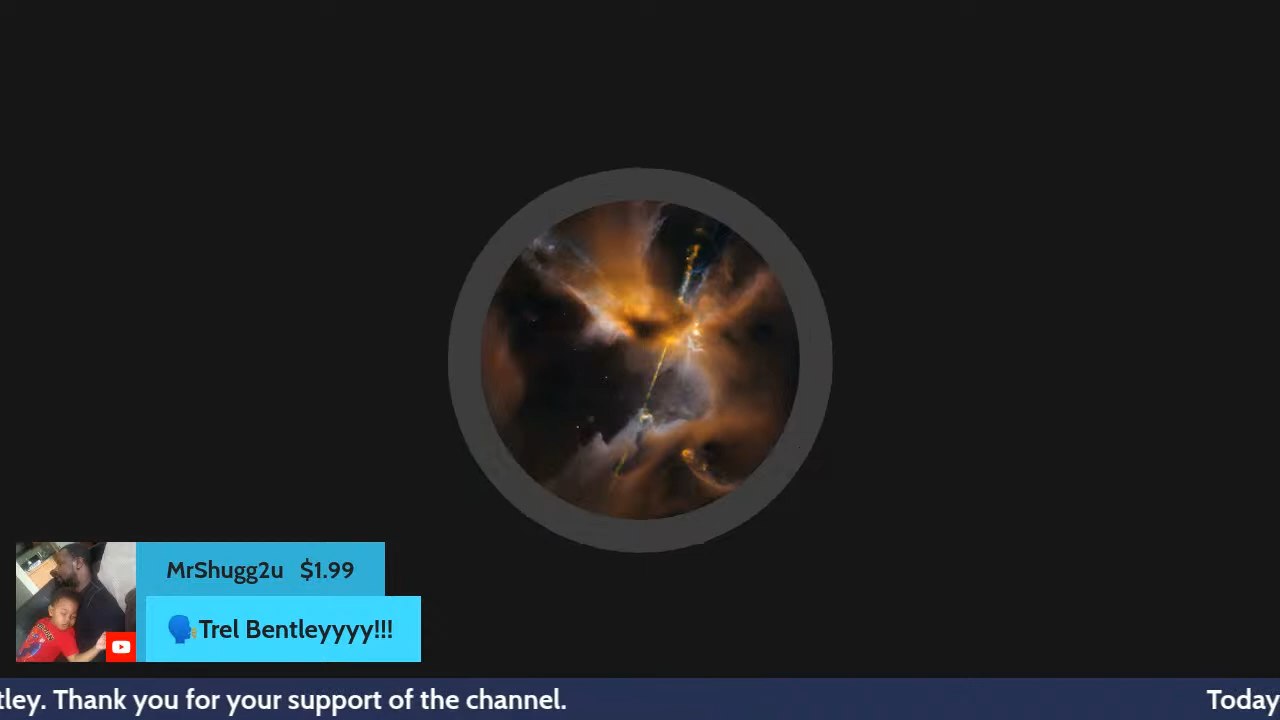 MrShugg2u $1.99
🗣️Trel Bentleyyyy!!!
tley. Thank you for your support of the channel. Today